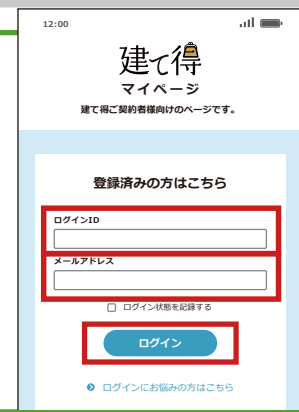 12:00
建て得
マイページ
建て得ご契約者様向けのページです。
登録済みの方はこちら
ログインID
メールアドレス
ログイン状態を記録する
ログイン
ログインにお悩みの方はこちら